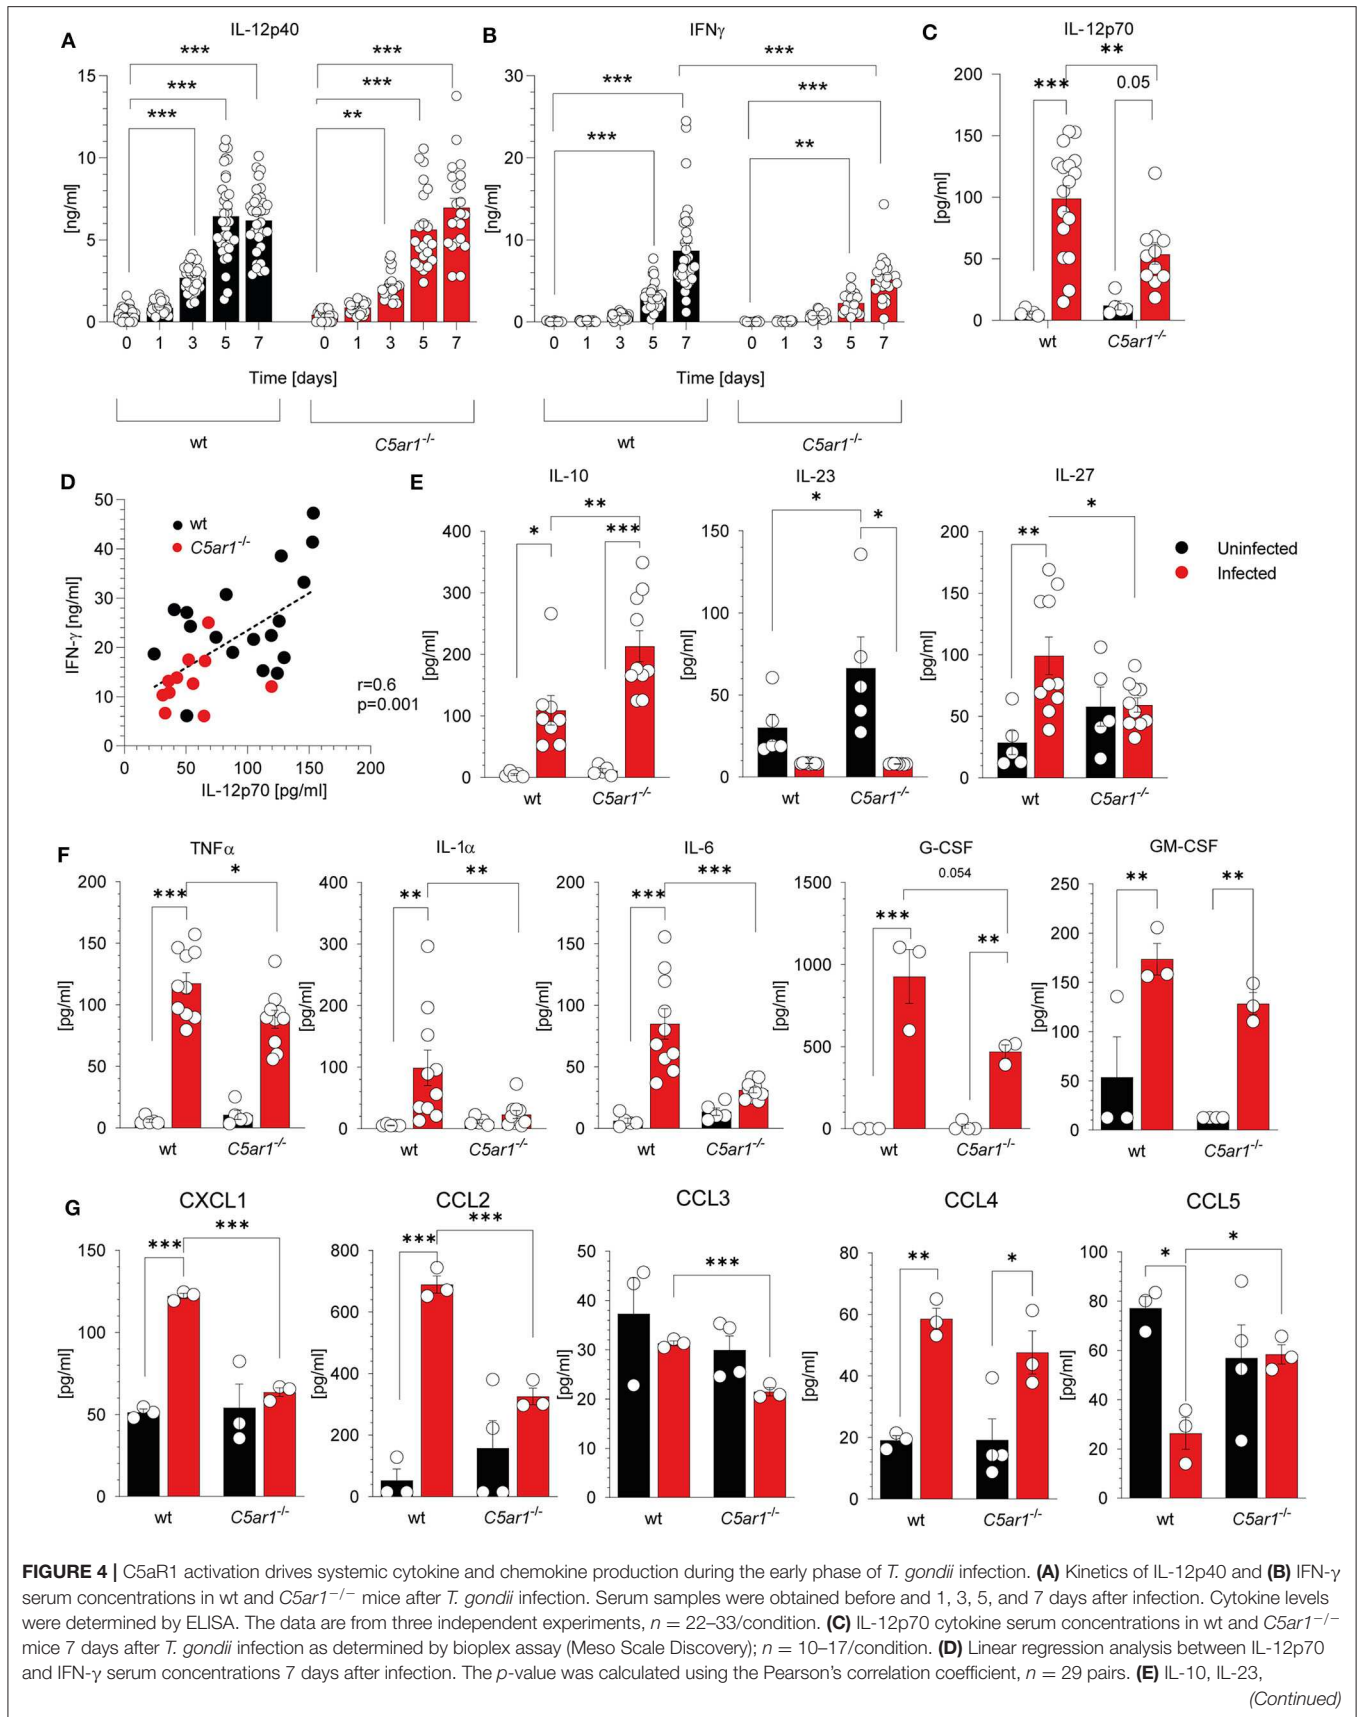 A
IL-12p40
***
***
***
***
***
**
15
10
5
0
[ng/ml]
0 1 3 5 7 0 1 3 5 7
Time [days]
wt
C5ar1-/-
B
IFNγ
***
***
***
***
**
30
20
10
0
[ng/ml]
0 1 3 5 7 0 1 3 5 7
Time [days]
wt
C5ar1-/-
C
IL-12p70
**
***
0.05
200
150
100
50
0
[pg/ml]
wt C5ar1-/-
D
50
40
30
20
10
0
IFN-γ [ng/ml]
wt
C5ar1-/-
r=0.6
p=0.001
0 50 100 150 200
IL-12p70 [pg/ml]
E
IL-10
**
* ***
400
300
200
100
0
[pg/ml]
wt C5ar1-/-
IL-23
*
*
150
100
50
0
[pg/ml]
wt C5ar1-/-
IL-27
*
**
200
150
100
50
0
[pg/ml]
wt C5ar1-/-
Uninfected
Infected
F
TNFα
*
***
200
150
100
50
0
[pg/ml]
wt C5ar1-/-
IL-1α
**
**
400
300
200
100
0
[pg/ml]
wt C5ar1-/-
IL-6
***
***
200
150
100
50
0
[pg/ml]
wt C5ar1-/-
G-CSF
0.054
***
**
1500
1000
500
0
[pg/ml]
wt C5ar1-/-
GM-CSF
** **
250
200
150
100
50
0
[pg/ml]
wt C5ar1-/-
G
CXCL1
***
***
150
100
50
0
[pg/ml]
wt C5ar1-/-
CCL2
***
***
800
600
400
200
0
[pg/ml]
wt C5ar1-/-
CCL3
***
50
40
30
20
10
0
[pg/ml]
wt C5ar1-/-
CCL4
** *
80
60
40
20
0
[pg/ml]
wt C5ar1-/-
CCL5
*
*
100
80
60
40
20
0
[pg/ml]
wt C5ar1-/-
FIGURE 4 | C5aR1 activation drives systemic cytokine and chemokine production during the early phase of T. gondii infection. (A) Kinetics of IL-12p40 and (B) IFN-γ
serum concentrations in wt and C5ar1−/− mice after T. gondii infection. Serum samples were obtained before and 1, 3, 5, and 7 days after infection. Cytokine levels
were determined by ELISA. The data are from three independent experiments, n = 22–33/condition. (C) IL-12p70 cytokine serum concentrations in wt and C5ar1−/−
mice 7 days after T. gondii infection as determined by bioplex assay (Meso Scale Discovery); n = 10–17/condition. (D) Linear regression analysis between IL-12p70
and IFN-γ serum concentrations 7 days after infection. The p-value was calculated using the Pearson's correlation coefficient, n = 29 pairs. (E) IL-10, IL-23,
(Continued)